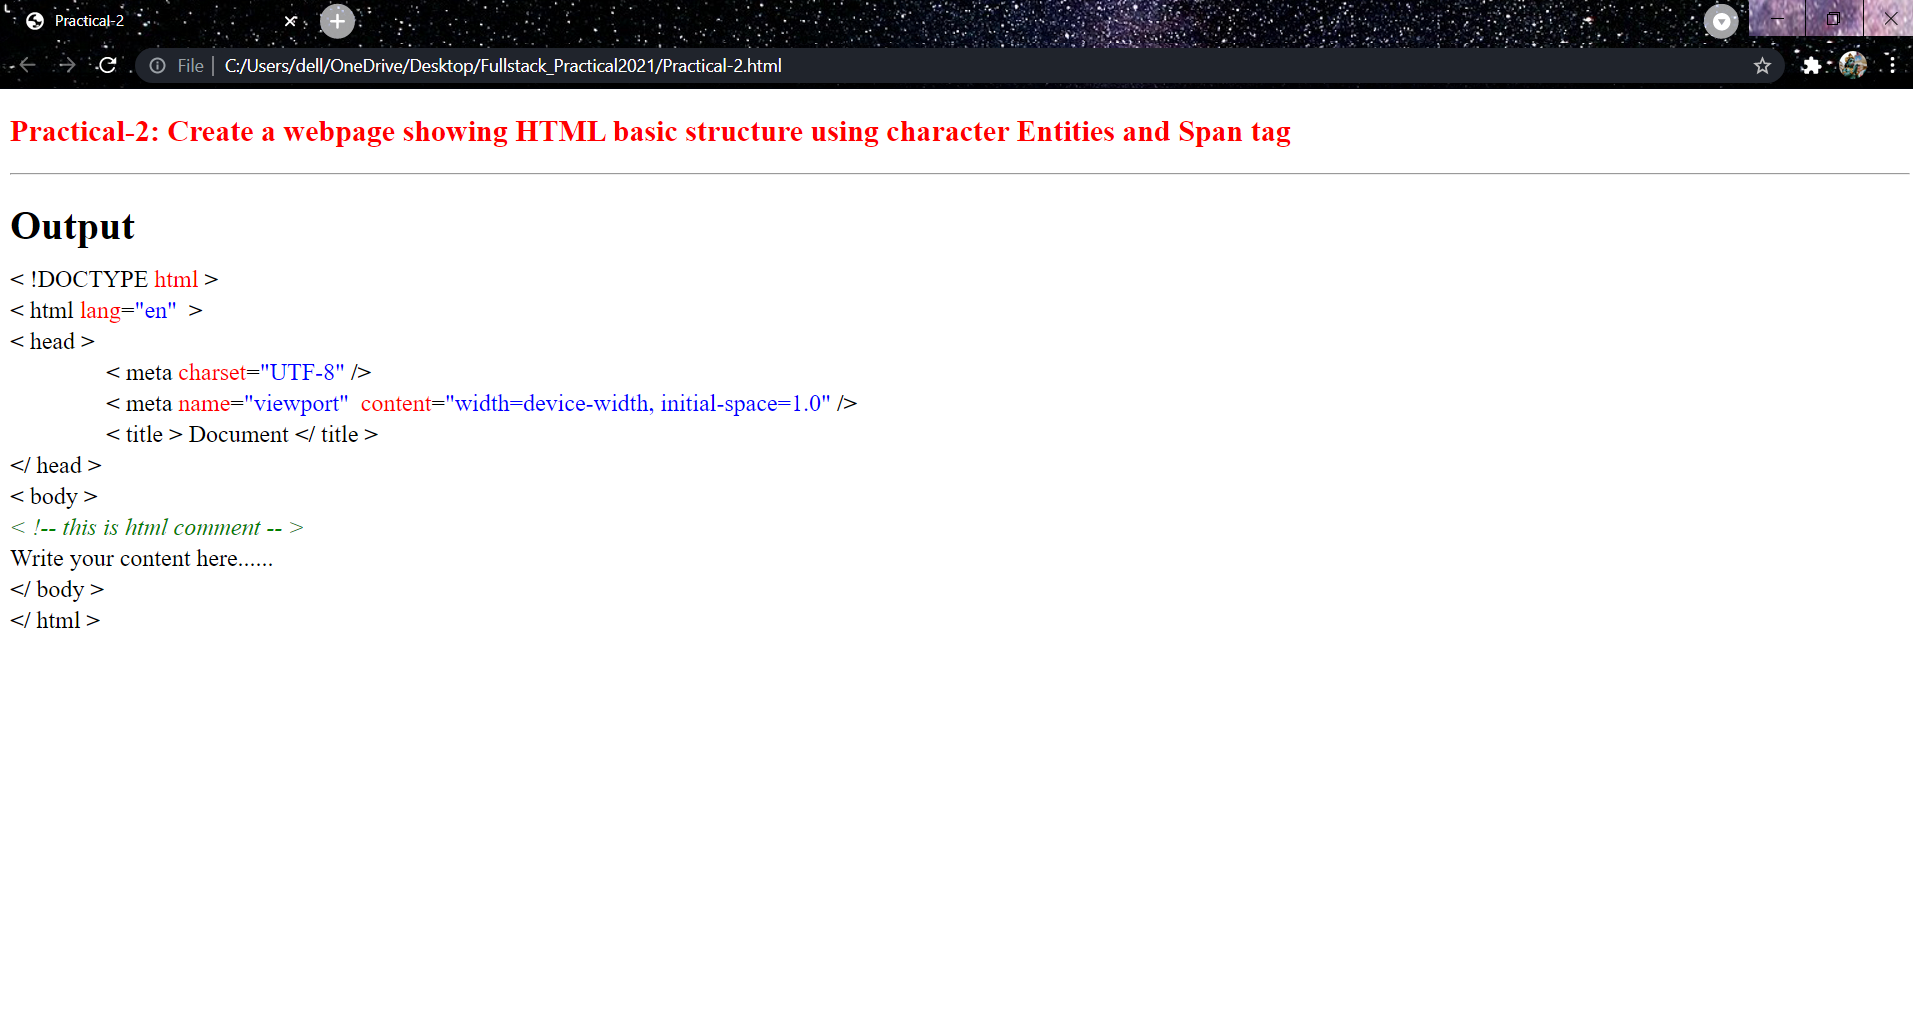 Practical-2
File | C:/Users/dell/OneDrive/Desktop/Fullstack_Practical2021/Practical-2.html
Practical-2: Create a webpage showing HTML basic structure using character Entities and Span tag
Output
< !DOCTYPE html >
< html lang="en"  >
< head >
< meta charset="UTF-8" />
< meta name="viewport"  content="width=device-width, initial-space=1.0" />
< title > Document </ title >
</ head >
< body >
< !-- this is html comment -- >
Write your content here......
</ body >
</ html >